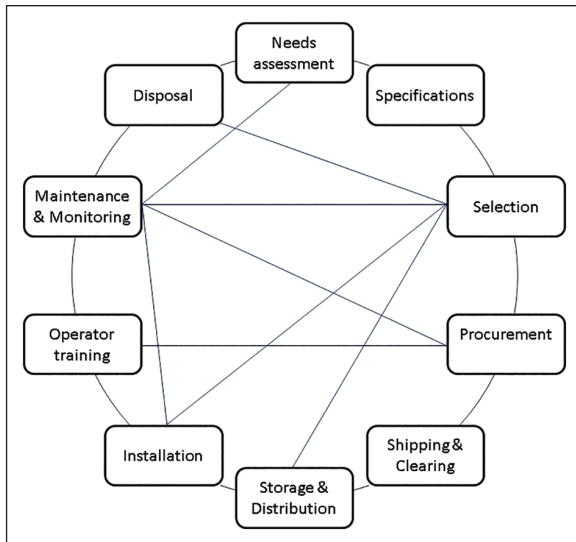 Needs
assessment
Disposal
Specifications
Maintenance
& Monitoring
Selection
Operator
training
Procurement
Installation
Shipping &
Clearing
Storage &
Distribution